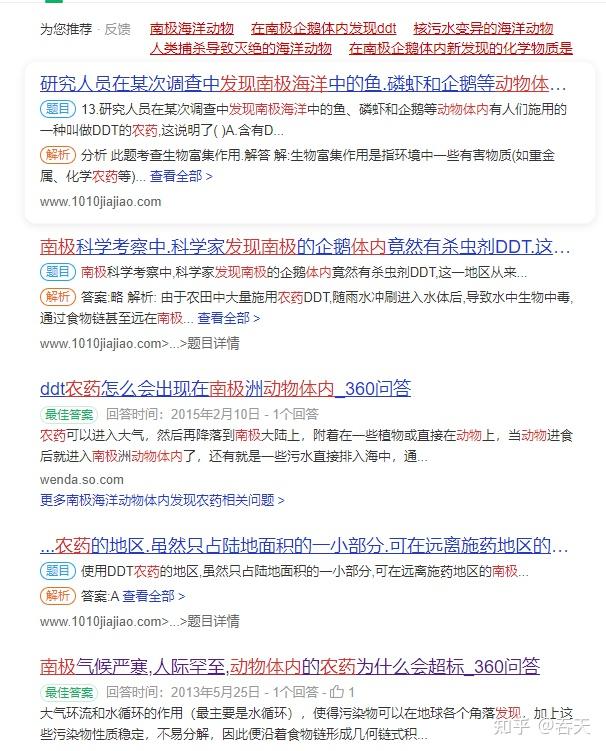 为您推荐 · 反馈 南极海洋动物 在南极企鹅体内发现ddt 核污水变异的海洋动物
人类捕杀导致灭绝的海洋动物 在南极企鹅体内新发现的化学物质是
研究人员在某次调查中发现南极海洋中的鱼.磷虾和企鹅等动物体...
题目 13.研究人员在某次调查中发现南极海洋中的鱼、磷虾和企鹅等动物体内有人们施用的
一种叫做DDT的农药,这说明了( )A.含有D...
解析 分析 此题考查生物富集作用.解答 解:生物富集作用是指环境中一些有害物质(如重金
属、化学农药等)... 查看全部 >
www.1010jiajiao.com
南极科学考察中.科学家发现南极的企鹅体内竟然有杀虫剂DDT.这...
题目 南极科学考察中,科学家发现南极的企鹅体内竟然有杀虫剂DDT,这一地区从来...
解析 答案:略 解析: 由于农田中大量施用农药DDT,随雨水冲刷进入水体后,导致水中生物中毒,
通过食物链甚至远在南极... 查看全部 >
www.1010jiajiao.com>...>题目详情
ddt农药怎么会出现在南极洲动物体内_360问答
最佳答案 回答时间：2015年2月10日 - 1个回答
农药可以进入大气，然后再降落到南极大陆上，附着在一些植物或直接在动物上，当动物进食
后就进入南极洲动物体内了，还有就是一些污水直接排入海中，通...
wenda.so.com
更多南极海洋动物体内发现农药相关问题 >
...农药的地区.虽然只占陆地面积的一小部分.可在远离施药地区的...
题目 使用DDT农药的地区,虽然只占陆地面积的一小部分,可在远离施药地区的南极...
解析 答案:A 查看全部 >
www.1010jiajiao.com>...>题目详情
南极气候严寒,人际罕至,动物体内的农药为什么会超标_360问答
最佳答案 回答时间：2013年5月25日 - 1个回答 - 1
大气环流和水循环的作用（最主要是水循环），使得污染物可以在地球各个角落发现。加上这
些污染物性质稳定，不易分解，因此便沿着食物链形成几何链式积...
知乎 @吞天